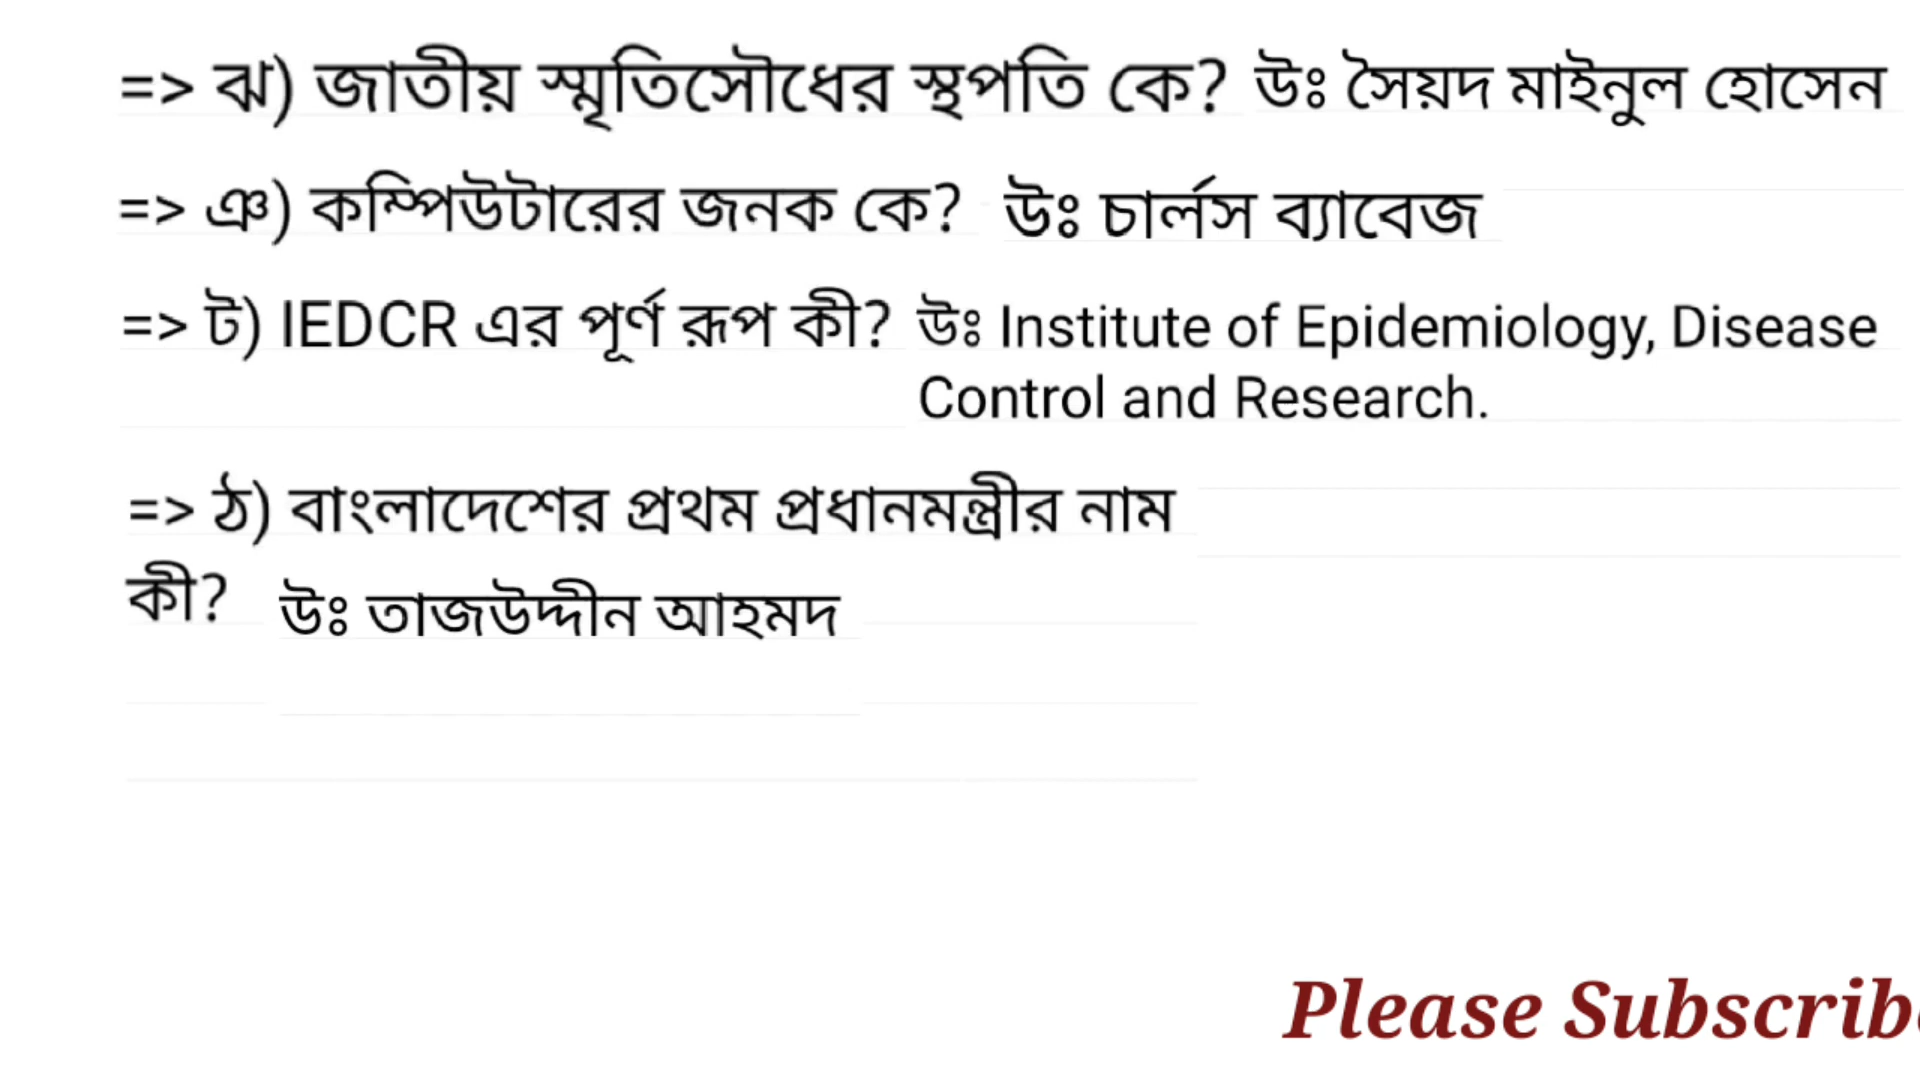 => ঝ) জাতীয় স্মৃতিসৌধের স্থপতি কে? উঃ সৈয়দ মাইনুল হোসেন
=> ঞ) কম্পিউটারের জনক কে? উঃ চার্লস ব্যাবেজ
=> ট) IEDCR এর পূর্ণ রূপ কী? উঃ Institute of Epidemiology, Disease
Control and Research.
=> ঠ) বাংলাদেশের প্রথম প্রধানমন্ত্রীর নাম
কী? উঃ তাজউদ্দীন আহমদ
Please Subscrib